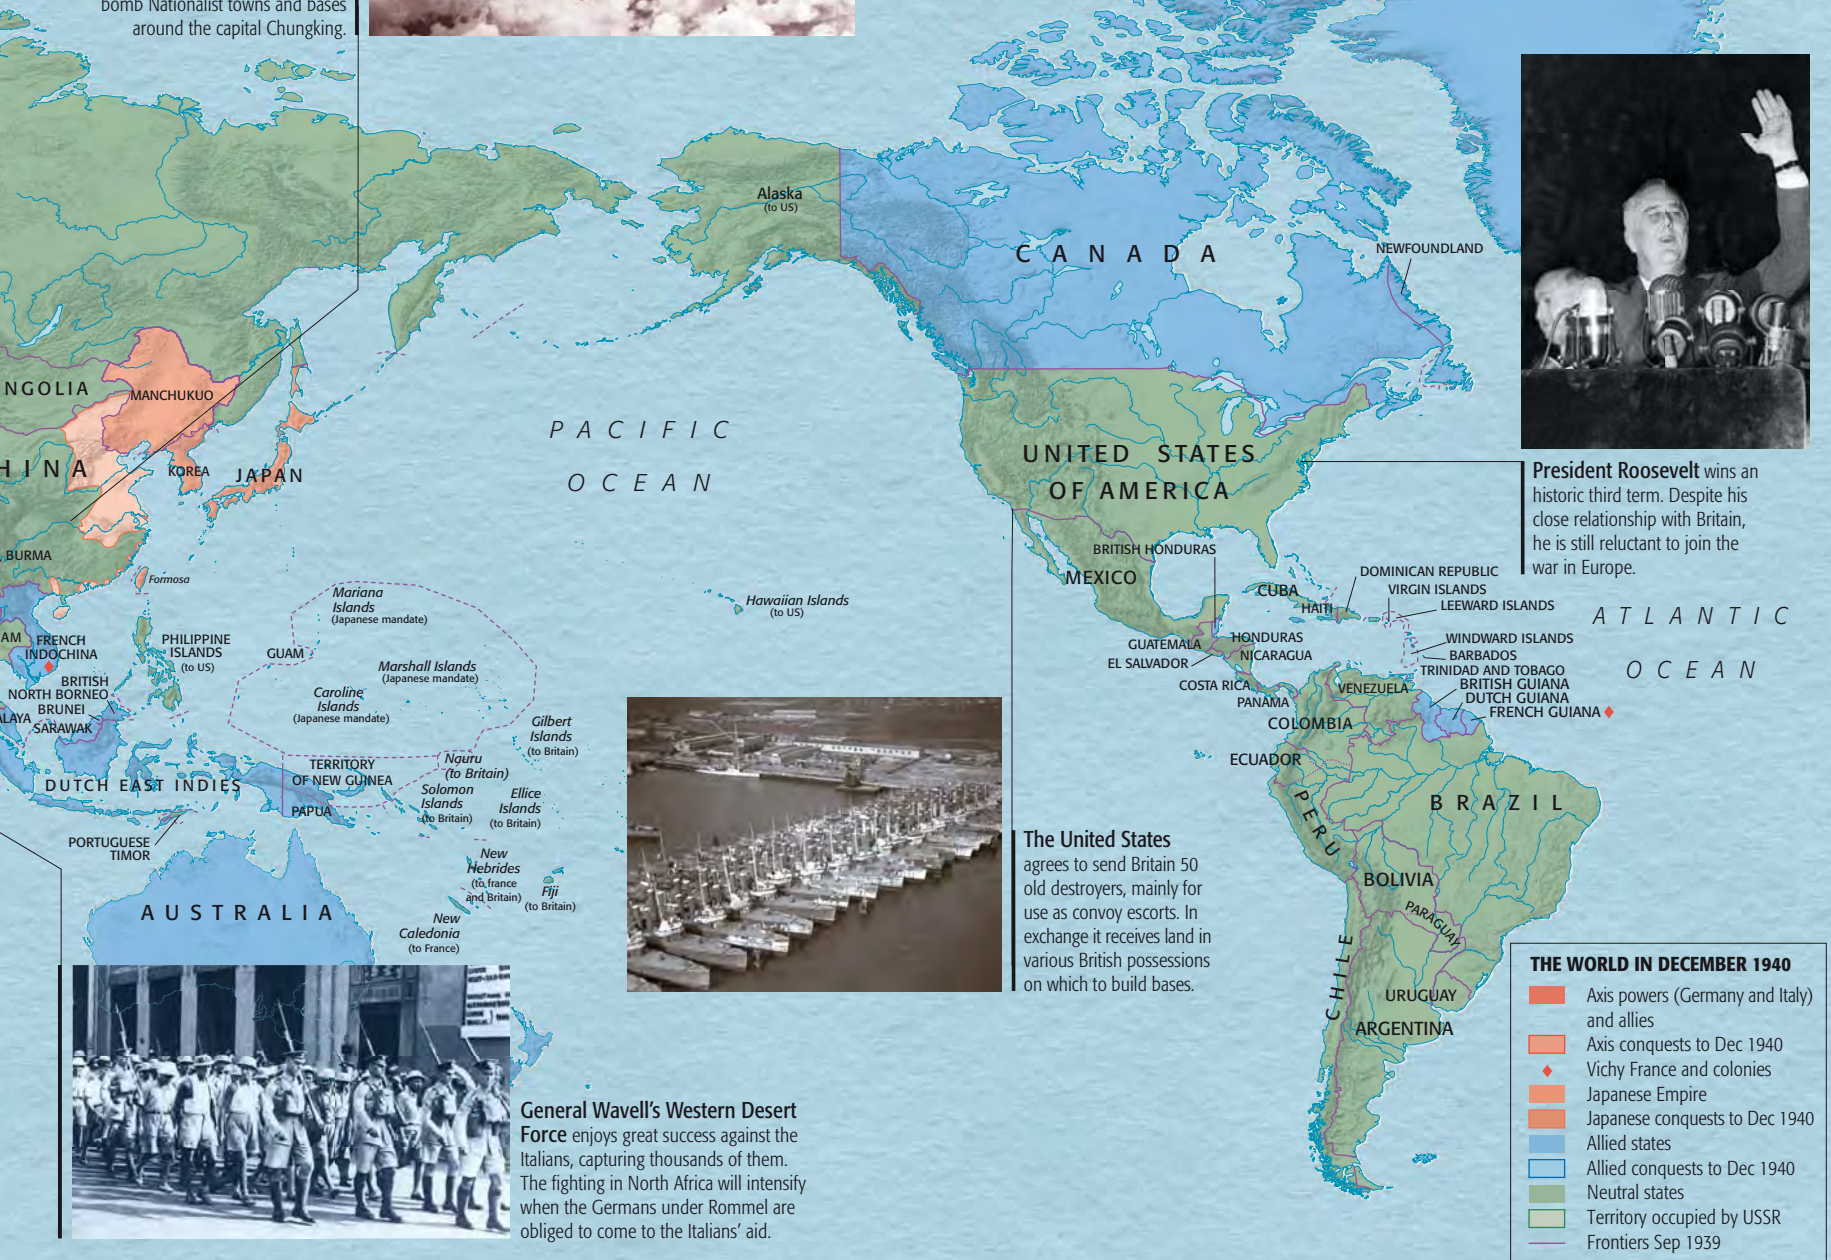 bomb Nationalist towns and bases
around the capital Chungking.
Alaska
(to US)
C A N A D A
NEWFOUNDLAND
NGOLIA
MANCHUKUO
HINA
KOREA
JAPAN
PACIFIC
OCEAN
UNITED STATES
OF AMERICA
President Roosevelt wins an
historic third term. Despite his
close relationship with Britain,
he is still reluctant to join the
war in Europe.
BURMA
Formosa
BRITISH HONDURAS
MEXICO
CUBA
HAITI
DOMINICAN REPUBLIC
VIRGIN ISLANDS
LEEWARD ISLANDS
ATLANTIC
OCEAN
Mariana
Islands
(Japanese mandate)
Hawaiian Islands
(to US)
AM
FRENCH
INDOCHINA
PHILIPPINE
ISLANDS
(to US)
GUAM
Marshall Islands
(Japanese mandate)
Caroline
Islands
(Japanese mandate)
GUATEMALA
HONDURAS
EL SALVADOR
NICARAGUA
COSTA RICA
PANAMA
WINDWARD ISLANDS
BARBADOS
TRINIDAD AND TOBAGO
BRITISH GUIANA
DUTCH GUIANA
FRENCH GUIANA
VENEZUELA
COLOMBIA
ECUADOR
BRITISH
NORTH BORNEO
BRUNEI
ALAYA
SARAWAK
DUTCH EAST INDIES
Gilbert
Islands
(to Britain)
TERRITORY
OF NEW GUINEA
Nauru
(to Britain)
Solomon
Islands
(to Britain)
Ellice
Islands
(to Britain)
PAPUA
PORTUGUESE
TIMOR
PERU
BRAZIL
New
Hebrides
(to france
and Britain)
Fiji
(to Britain)
New
Caledonia
(to France)
AUSTRALIA
The United States
agrees to send Britain 50
old destroyers, mainly for
use as convoy escorts. In
exchange it receives land in
various British possessions
on which to build bases.
BOLIVIA
PARAGUAY
CHILE
URUGUAY
ARGENTINA
General Wavell's Western Desert
Force enjoys great success against the
Italians, capturing thousands of them.
The fighting in North Africa will intensify
when the Germans under Rommel are
obliged to come to the Italians' aid.
THE WORLD IN DECEMBER 1940
Axis powers (Germany and Italy)
and allies
Axis conquests to Dec 1940
Vichy France and colonies
Japanese Empire
Japanese conquests to Dec 1940
Allied states
Allied conquests to Dec 1940
Neutral states
Territory occupied by USSR
Frontiers Sep 1939